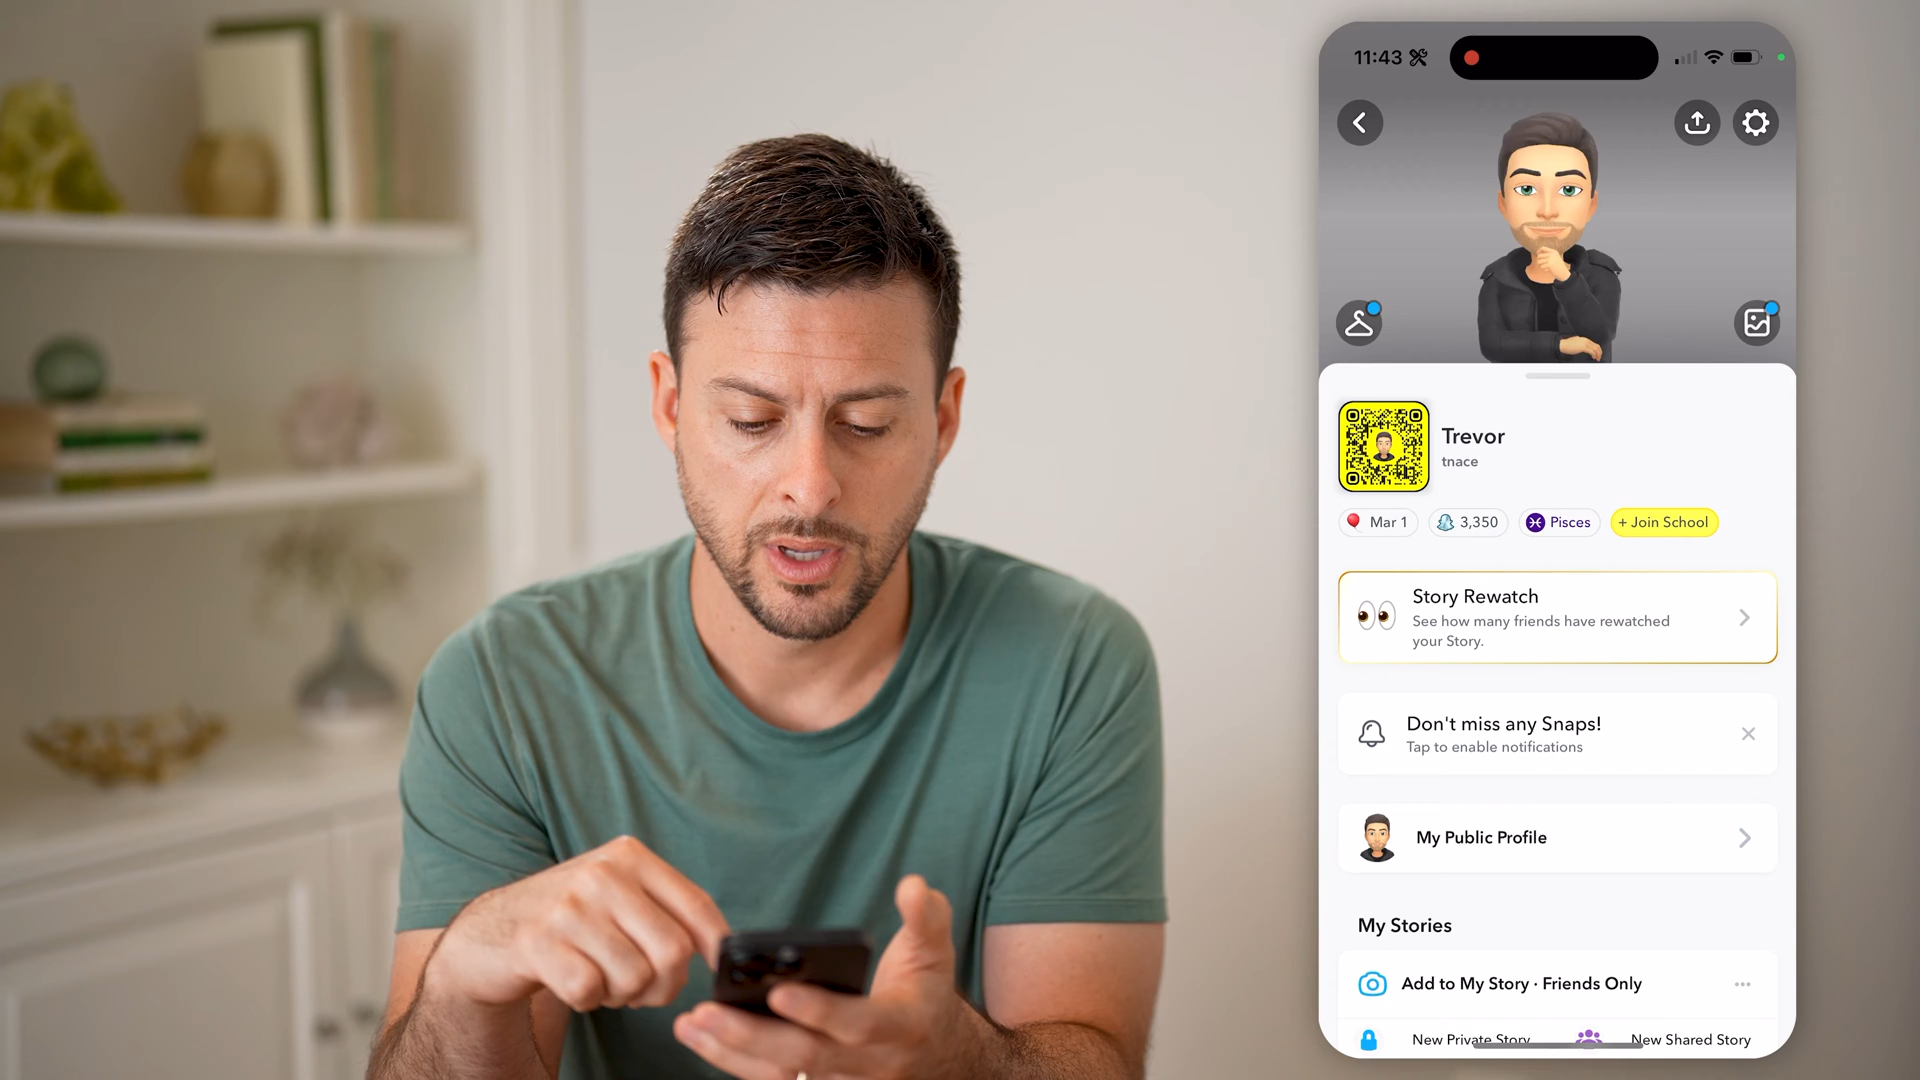 11:43
Trevor
tnace
Mar 1
3,350
Pisces
+ Join School
Story Rewatch
See how many friends have rewatched
your Story.
Don't miss any Snaps!
Tap to enable notifications
My Public Profile
My Stories
Add to My Story · Friends Only
New Private Story
New Shared Story